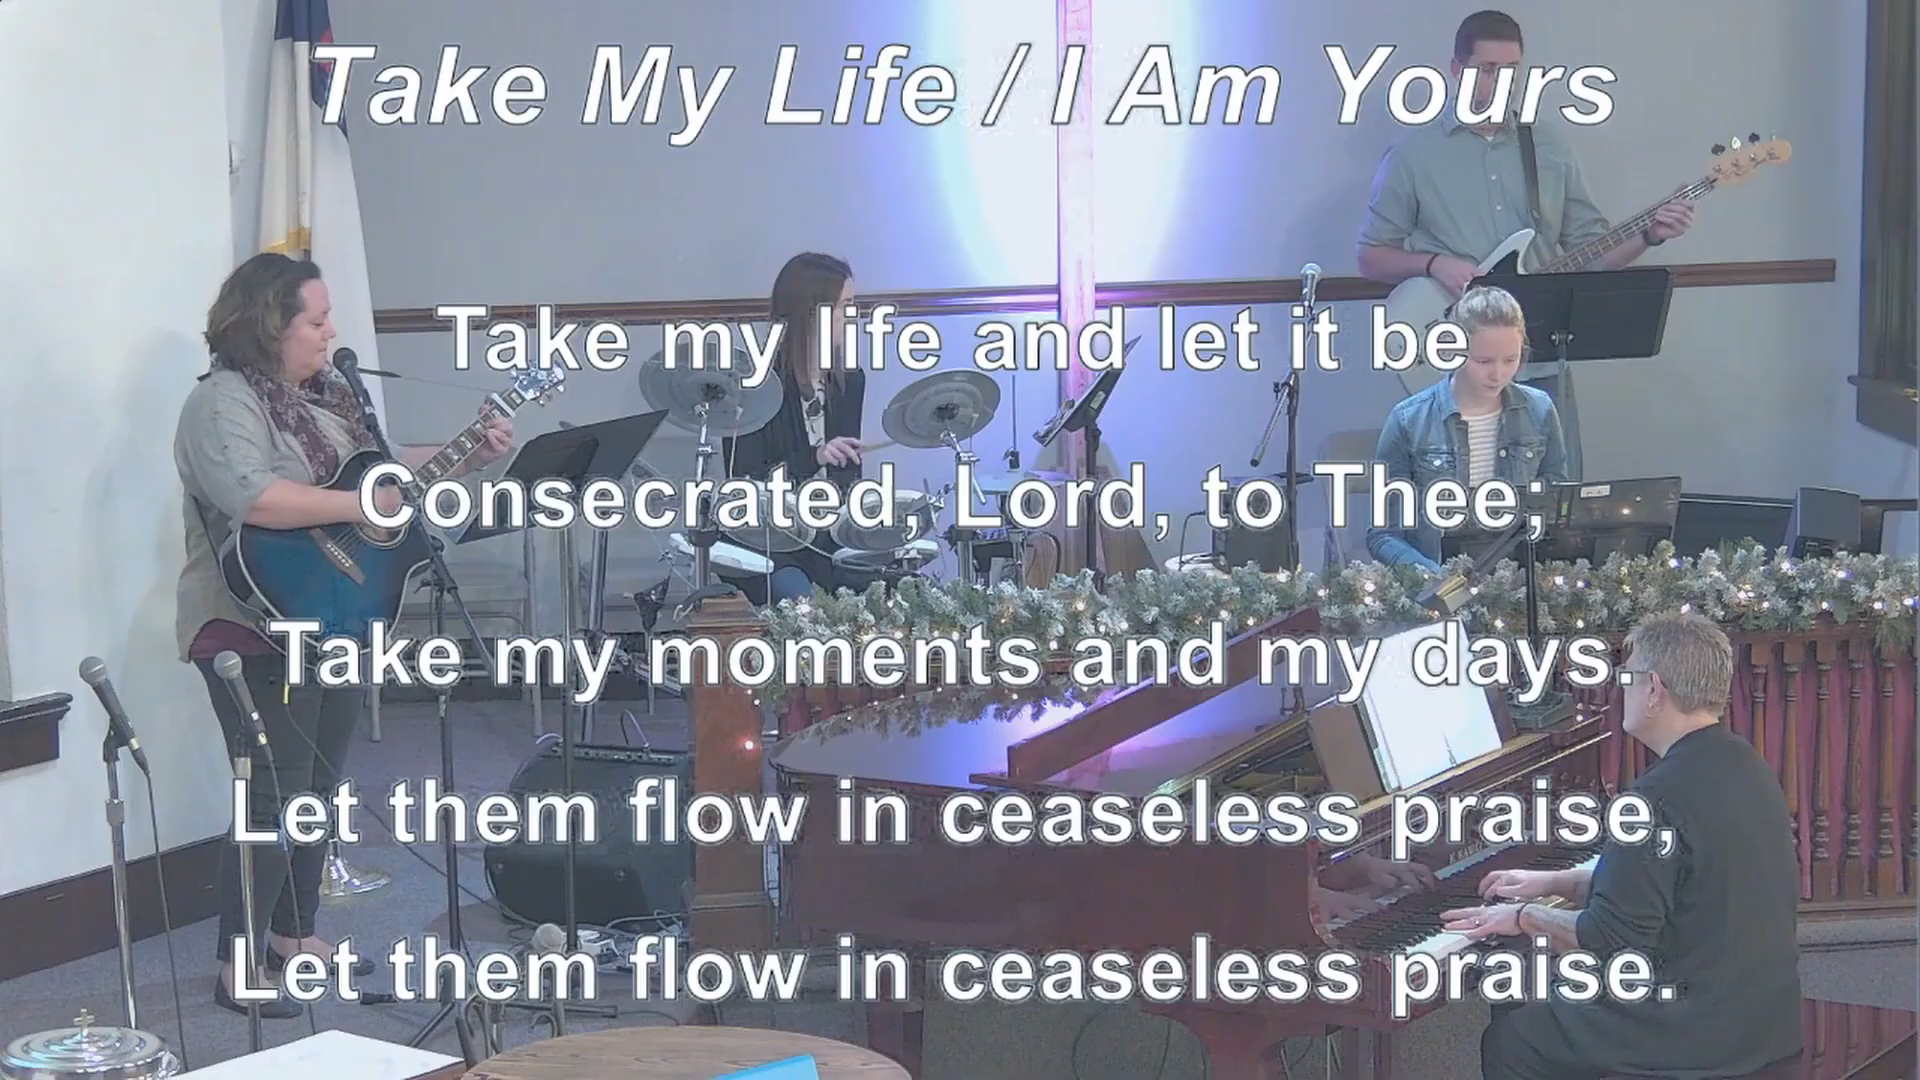 Take My Life / I Am Yours
Take my life and let it be
Consecrated, Lord, to Thee;
Take my moments and my days.
Let them flow in ceaseless praise,
Let them flow in ceaseless praise.
KAWAI